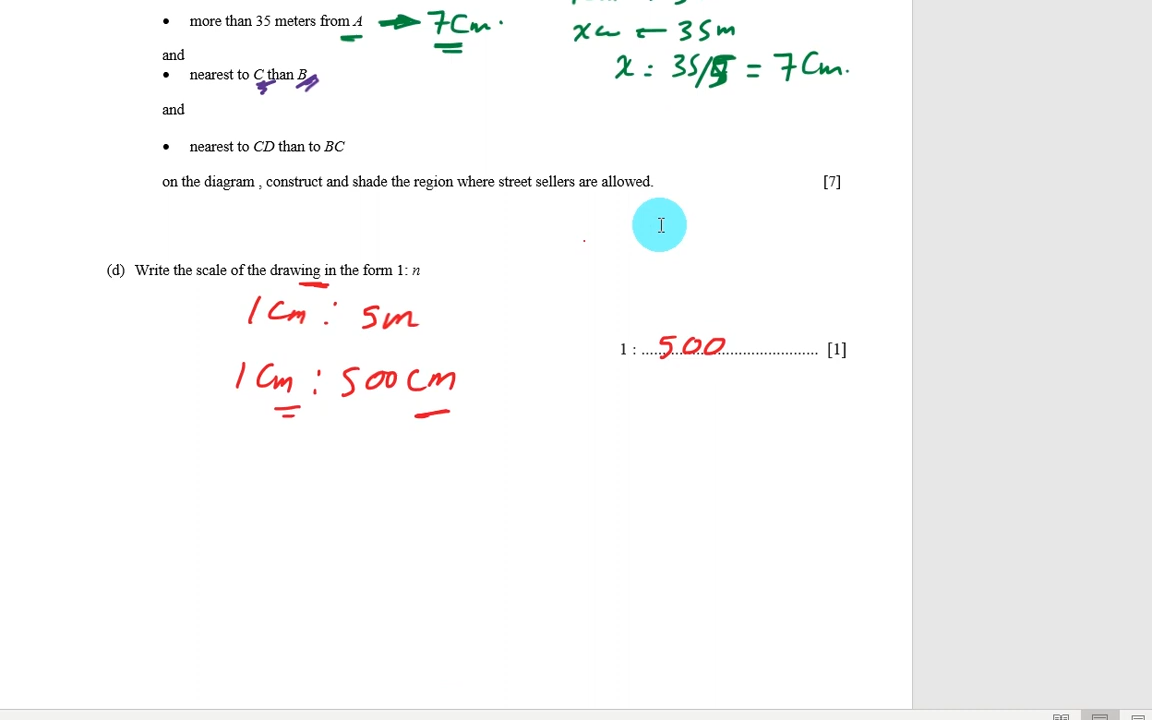 • more than 35 meters from A → 7Cm.
x ← 35m
and
x : 35/5 = 7Cm.
• nearest to C than B
and
• nearest to CD than to BC
on the diagram , construct and shade the region where street sellers are allowed. [7]
(d) Write the scale of the drawing in the form 1: n
1Cm : 5m
1 : ...500........................ [1]
1Cm : 500Cm